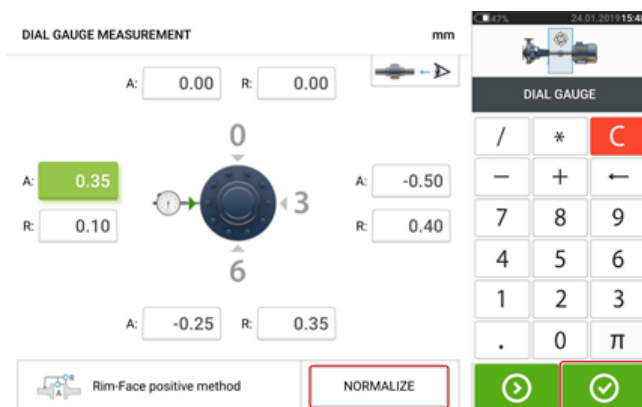 47% 24.01.2019 15:48
DIAL GAUGE MEASUREMENT mm
A: 0.00 R: 0.00
DIAL GAUGE
0
/ * C
A: 0.35 A: -0.50
3
- + ←
R: 0.10 R: 0.40
7 8 9
6
4 5 6
A: -0.25 R: 0.35
1 2 3
. 0 π
R
A
Rim-Face positive method NORMALIZE